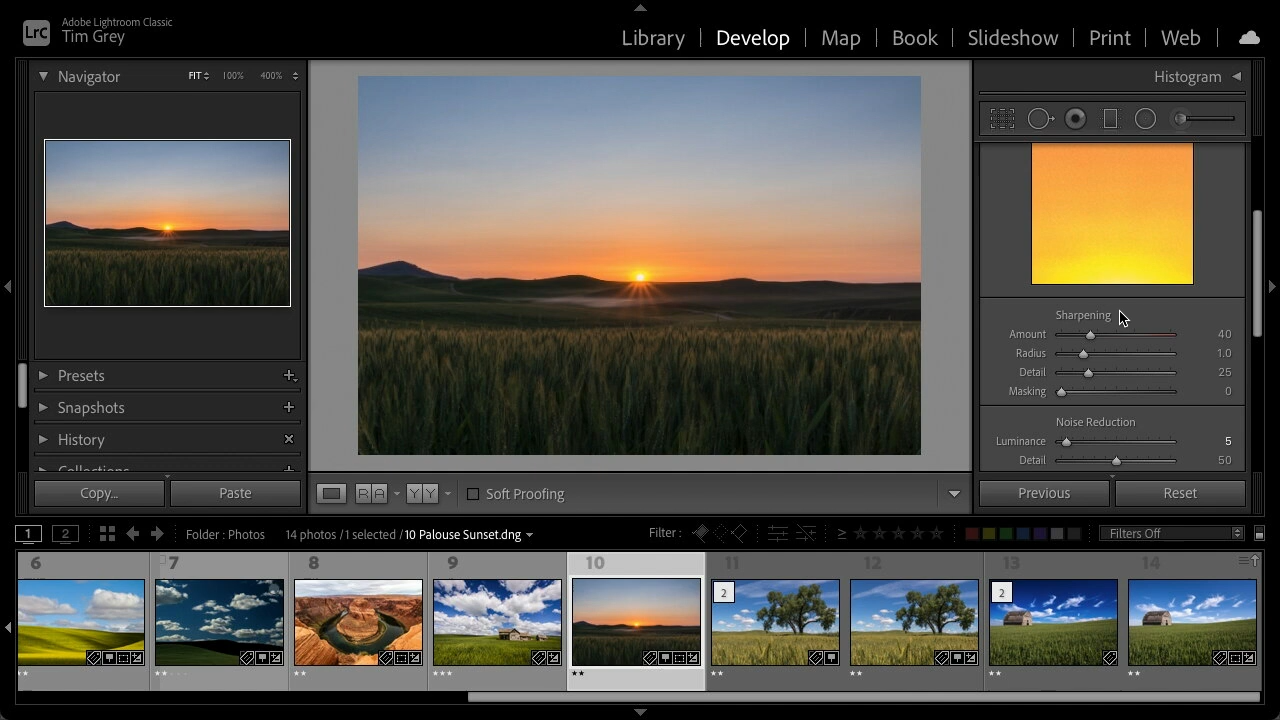 LrC
Adobe Lightroom Classic
Tim Grey
Library
Develop
Map
Book
Slideshow
Print
Web
Navigator
FIT
100%
400%
Histogram
Sharpening
Amount 40
Radius 1.0
Detail 25
Masking 0
Noise Reduction
Luminance 5
Detail 50
Presets
Snapshots
History
Collections
Copy...
Paste
R A
Y Y
Soft Proofing
Previous
Reset
1
2
Folder : Photos
14 photos / 1 selected / 10 Palouse Sunset.dng
Filter :
≥
Filters Off
6
7
8
9
10
11
12
13
14
2
2